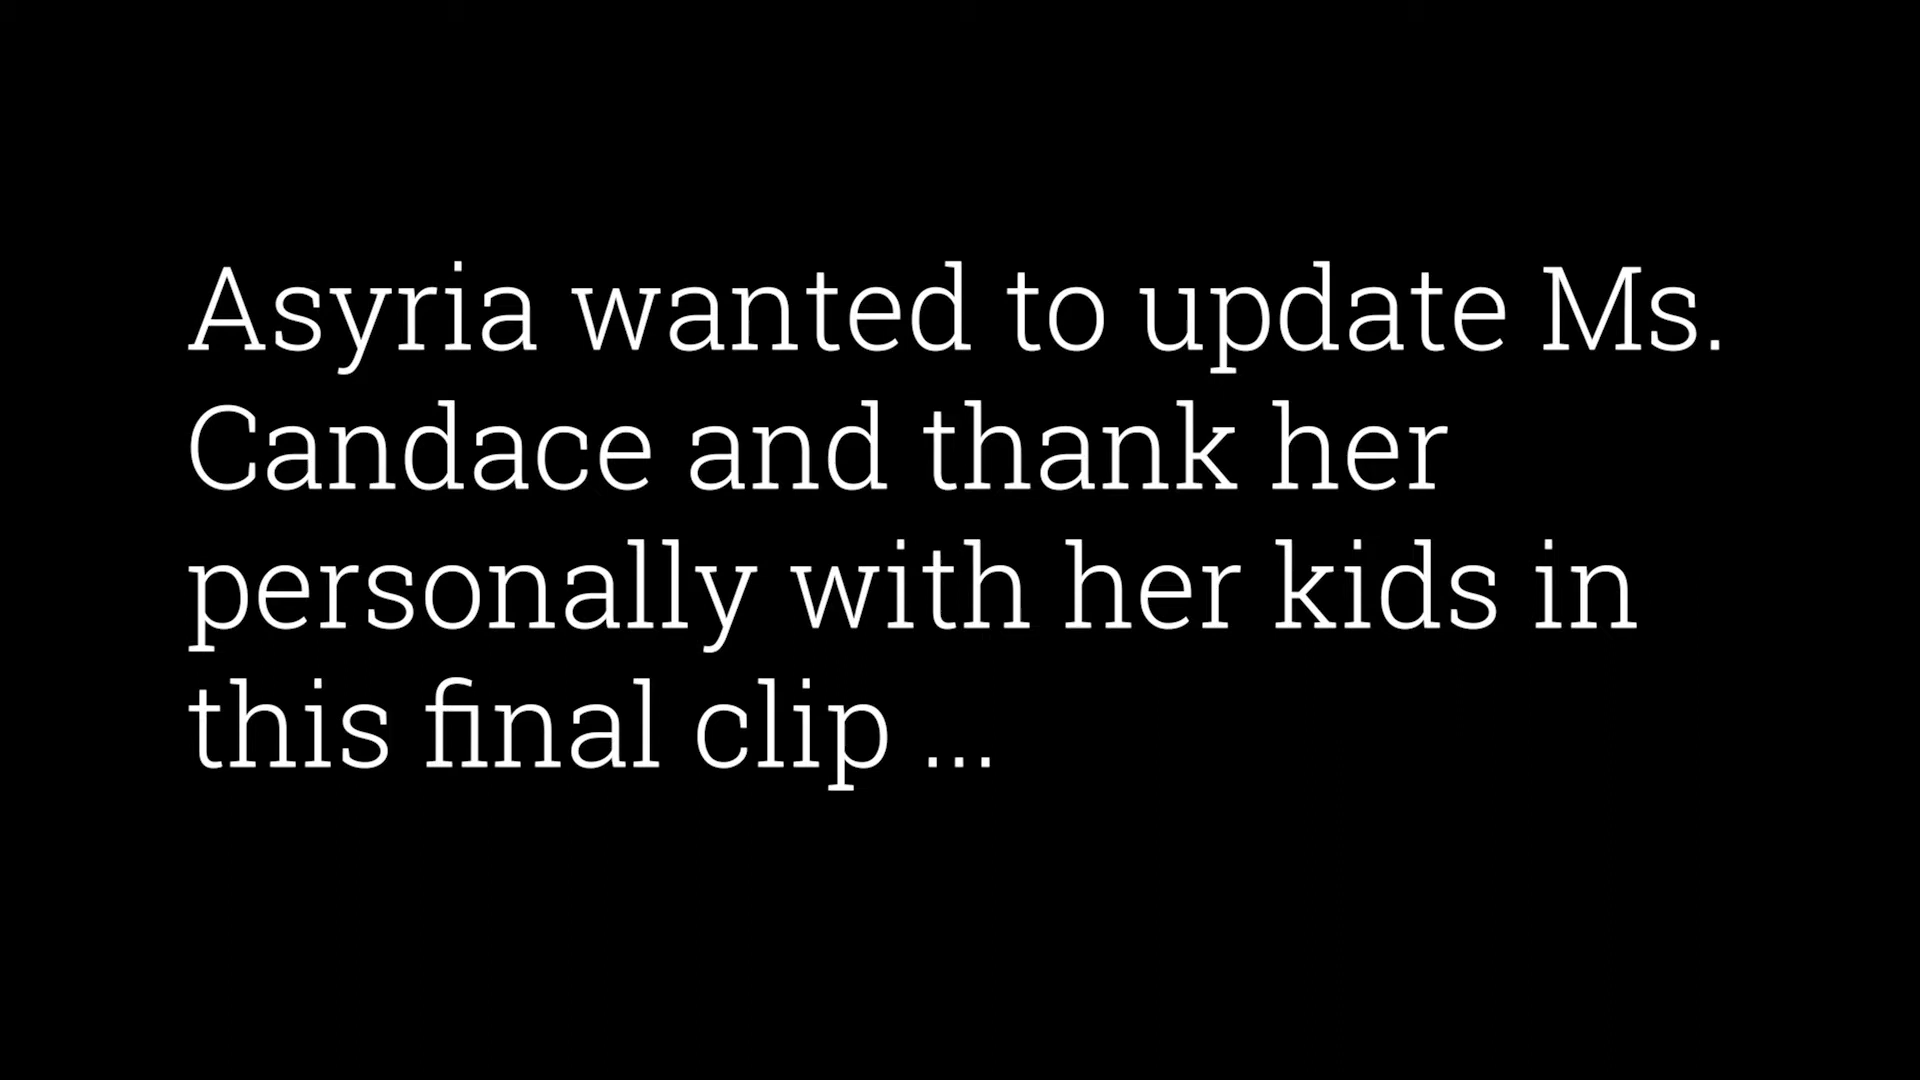 Asyria wanted to update Ms.
Candace and thank her
personally with her kids in
this final clip ...